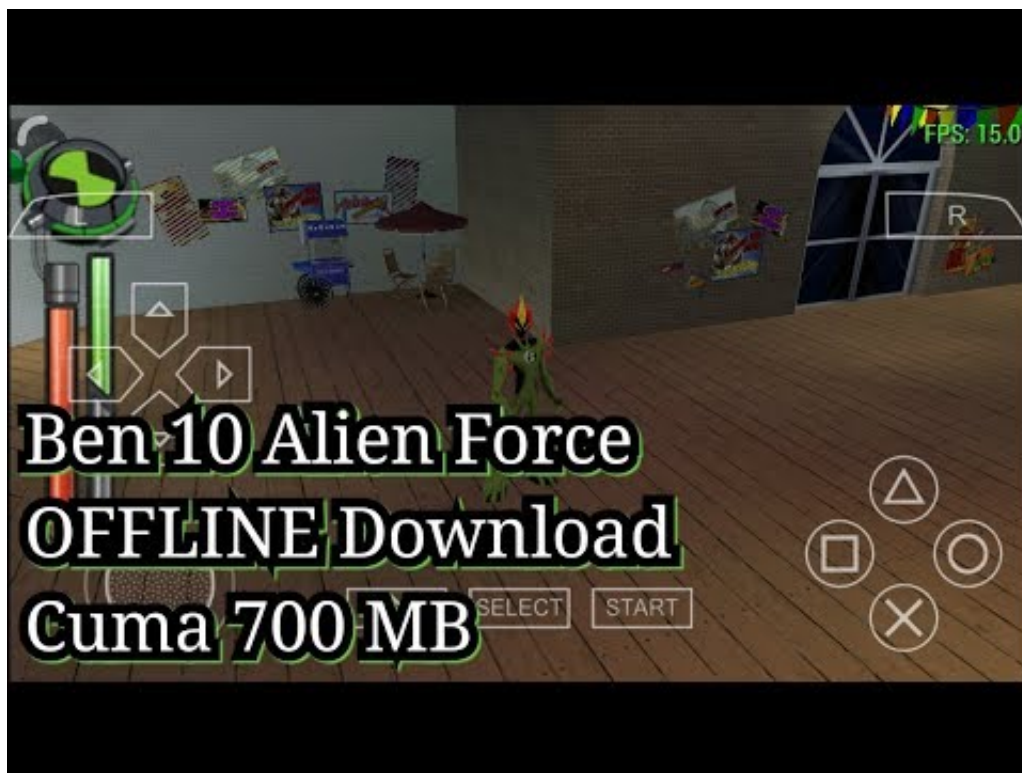 FPS: 15.0
L
R
Ben 10 Alien Force
OFFLINE Download
SELECT
START
Cuma 700 MB